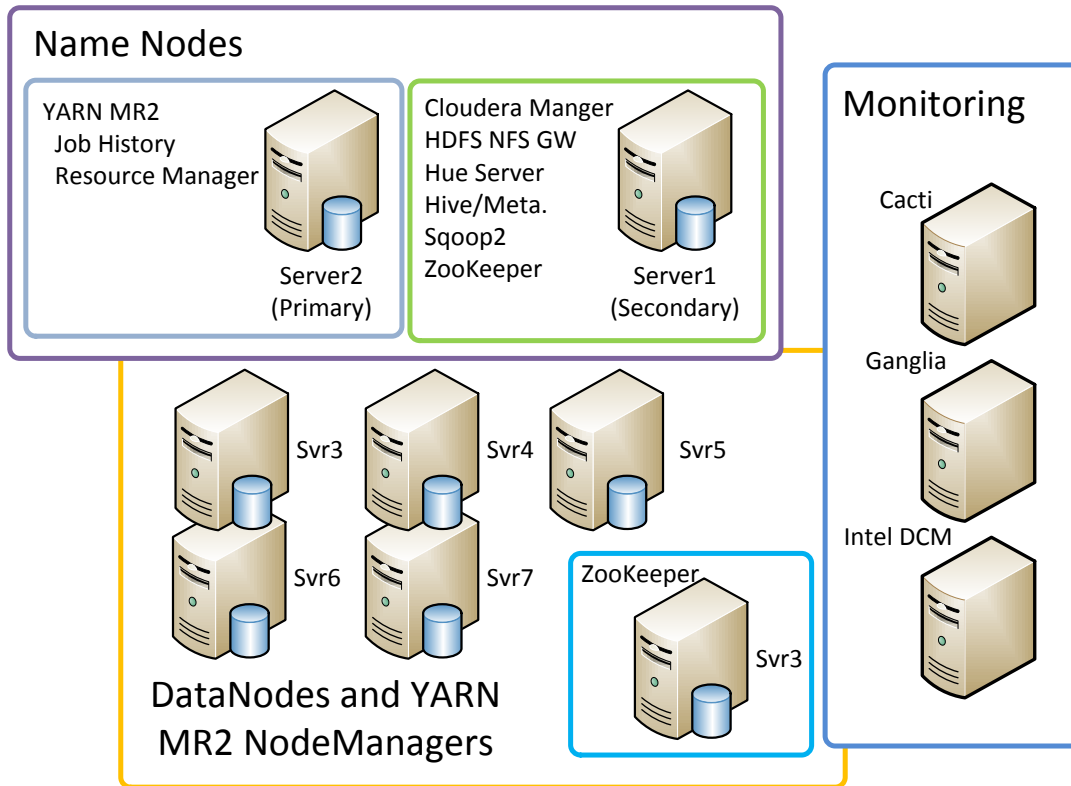 Name Nodes
YARN MR2
Job History
Resource Manager
Server2
(Primary)
Cloudera Manger
HDFS NFS GW
Hue Server
Hive/Meta.
Sqoop2
ZooKeeper
Server1
(Secondary)
Monitoring
Cacti
Ganglia
Intel DCM
Svr3
Svr4
Svr5
Svr6
Svr7
ZooKeeper
Svr3
DataNodes and YARN
MR2 NodeManagers